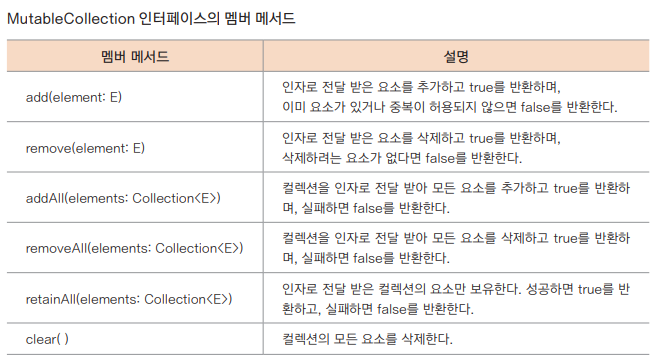 MutableCollection 인터페이스의 멤버 메서드
멤버 메서드
설명
add(element: E)
인자로 전달 받은 요소를 추가하고 true를 반환하며,
이미 요소가 있거나 중복이 허용되지 않으면 false를 반환한다.
remove(element: E)
인자로 전달 받은 요소를 삭제하고 true를 반환하며,
삭제하려는 요소가 없다면 false를 반환한다.
addAll(elements: Collection<E>)
컬렉션을 인자로 전달 받아 모든 요소를 추가하고 true를 반환하
며, 실패하면 false를 반환한다.
removeAll(elements: Collection<E>)
컬렉션을 인자로 전달 받아 모든 요소를 삭제하고 true를 반환하
며, 실패하면 false를 반환한다.
retainAll(elements: Collection<E>)
인자로 전달 받은 컬렉션의 요소만 보유한다. 성공하면 true를 반
환하고, 실패하면 false를 반환한다.
clear( )
컬렉션의 모든 요소를 삭제한다.